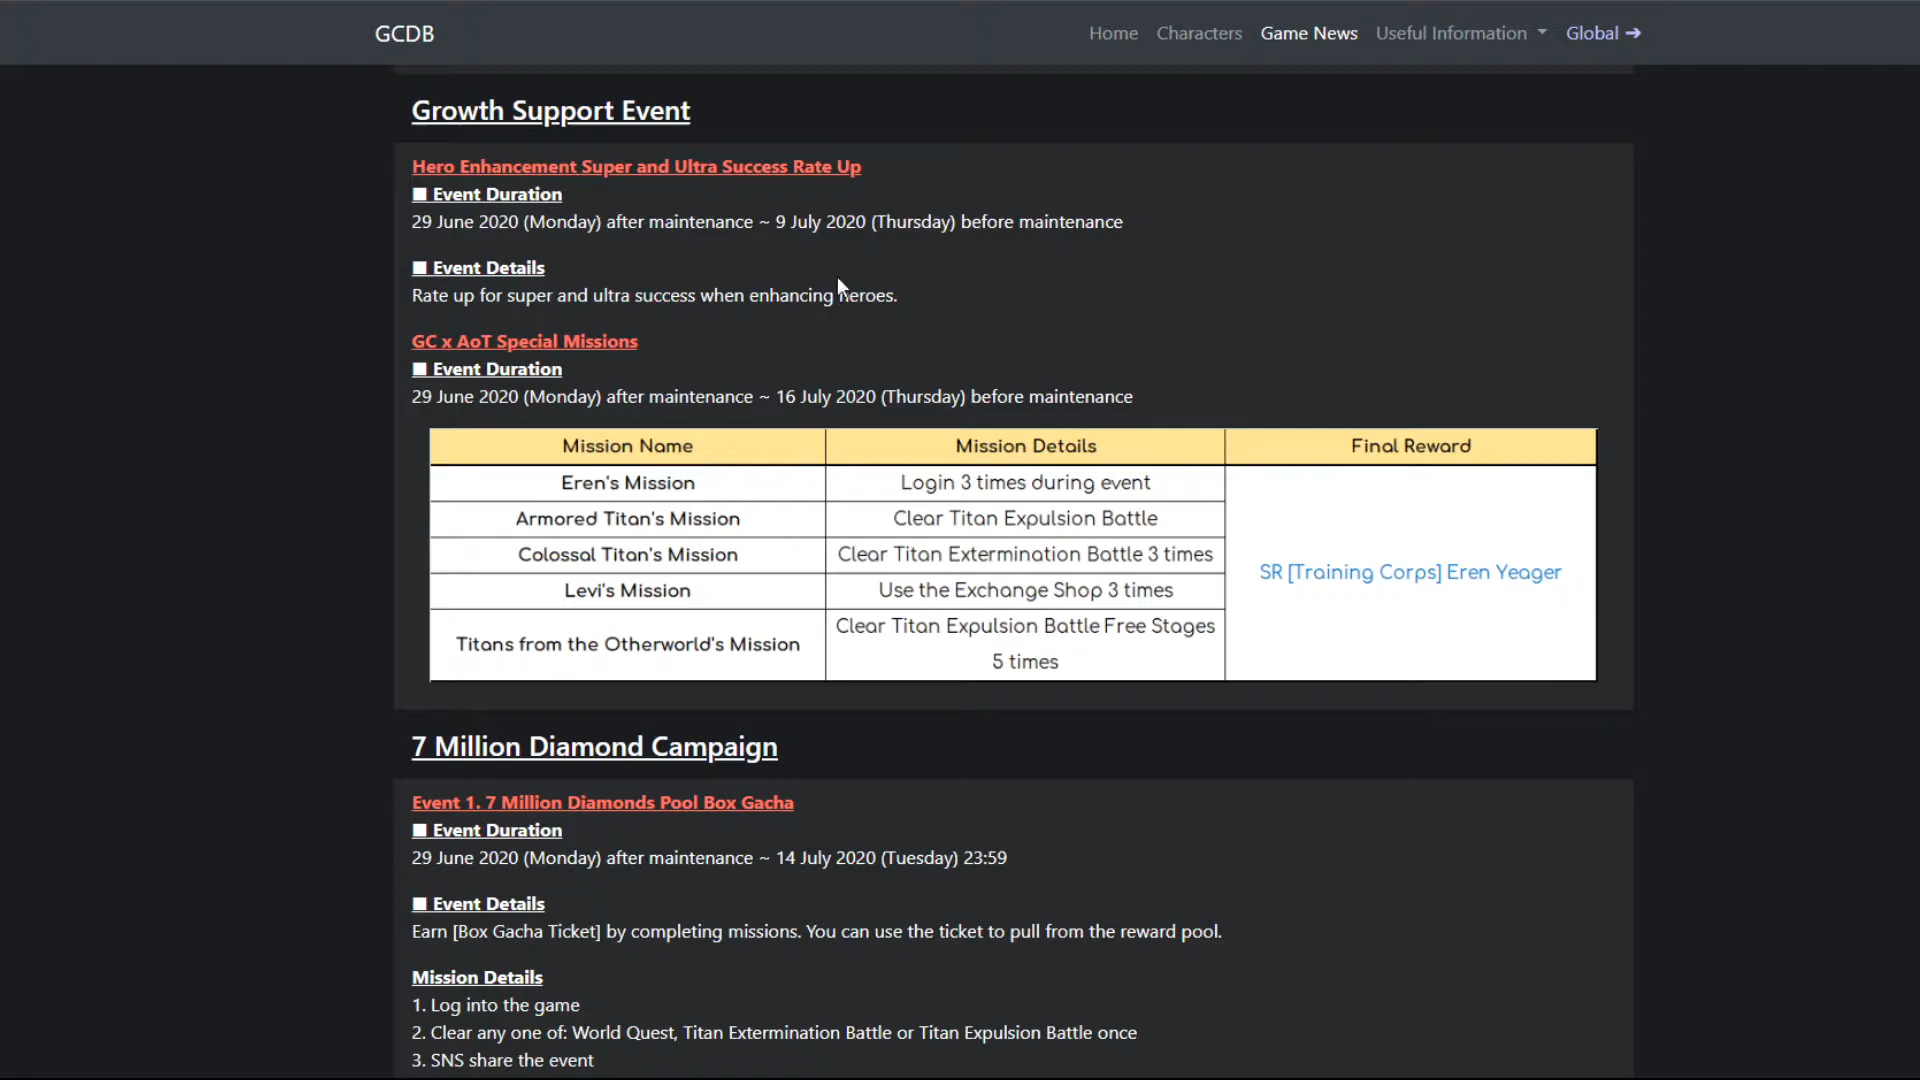 GCDB
Home Characters Game News Useful Information Global ➔
Growth Support Event
Hero Enhancement Super and Ultra Success Rate Up
■ Event Duration
29 June 2020 (Monday) after maintenance ~ 9 July 2020 (Thursday) before maintenance
■ Event Details
Rate up for super and ultra success when enhancing heroes.
GC x AoT Special Missions
■ Event Duration
29 June 2020 (Monday) after maintenance ~ 16 July 2020 (Thursday) before maintenance
Mission Name Mission Details Final Reward
Eren's Mission Login 3 times during event
Armored Titan's Mission Clear Titan Expulsion Battle
Colossal Titan's Mission Clear Titan Extermination Battle 3 times
SR [Training Corps] Eren Yeager
Levi's Mission Use the Exchange Shop 3 times
Titans from the Otherworld's Mission Clear Titan Expulsion Battle Free Stages
5 times
7 Million Diamond Campaign
Event 1. 7 Million Diamonds Pool Box Gacha
■ Event Duration
29 June 2020 (Monday) after maintenance ~ 14 July 2020 (Tuesday) 23:59
■ Event Details
Earn [Box Gacha Ticket] by completing missions. You can use the ticket to pull from the reward pool.
Mission Details
1. Log into the game
2. Clear any one of: World Quest, Titan Extermination Battle or Titan Expulsion Battle once
3. SNS share the event